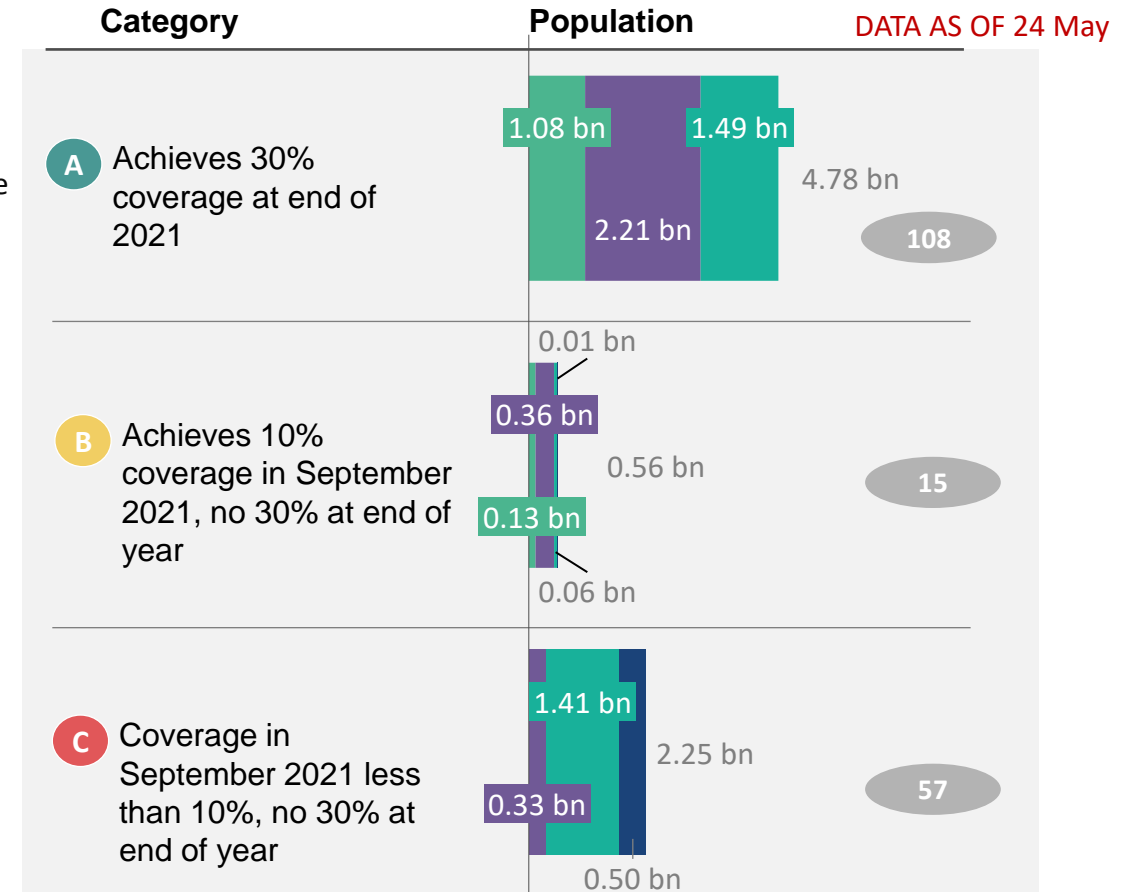 Category
Population
DATA AS OF 24 May
e
A
Achieves 30%
coverage at end of
2021
1.08 bn
1.49 bn
2.21 bn
4.78 bn
108
B
Achieves 10%
coverage in September
2021, no 30% at end of
year
0.01 bn
0.36 bn
0.56 bn
0.13 bn
0.06 bn
15
C
Coverage in
September 2021 less
than 10%, no 30% at
end of year
1.41 bn
2.25 bn
0.33 bn
0.50 bn
57